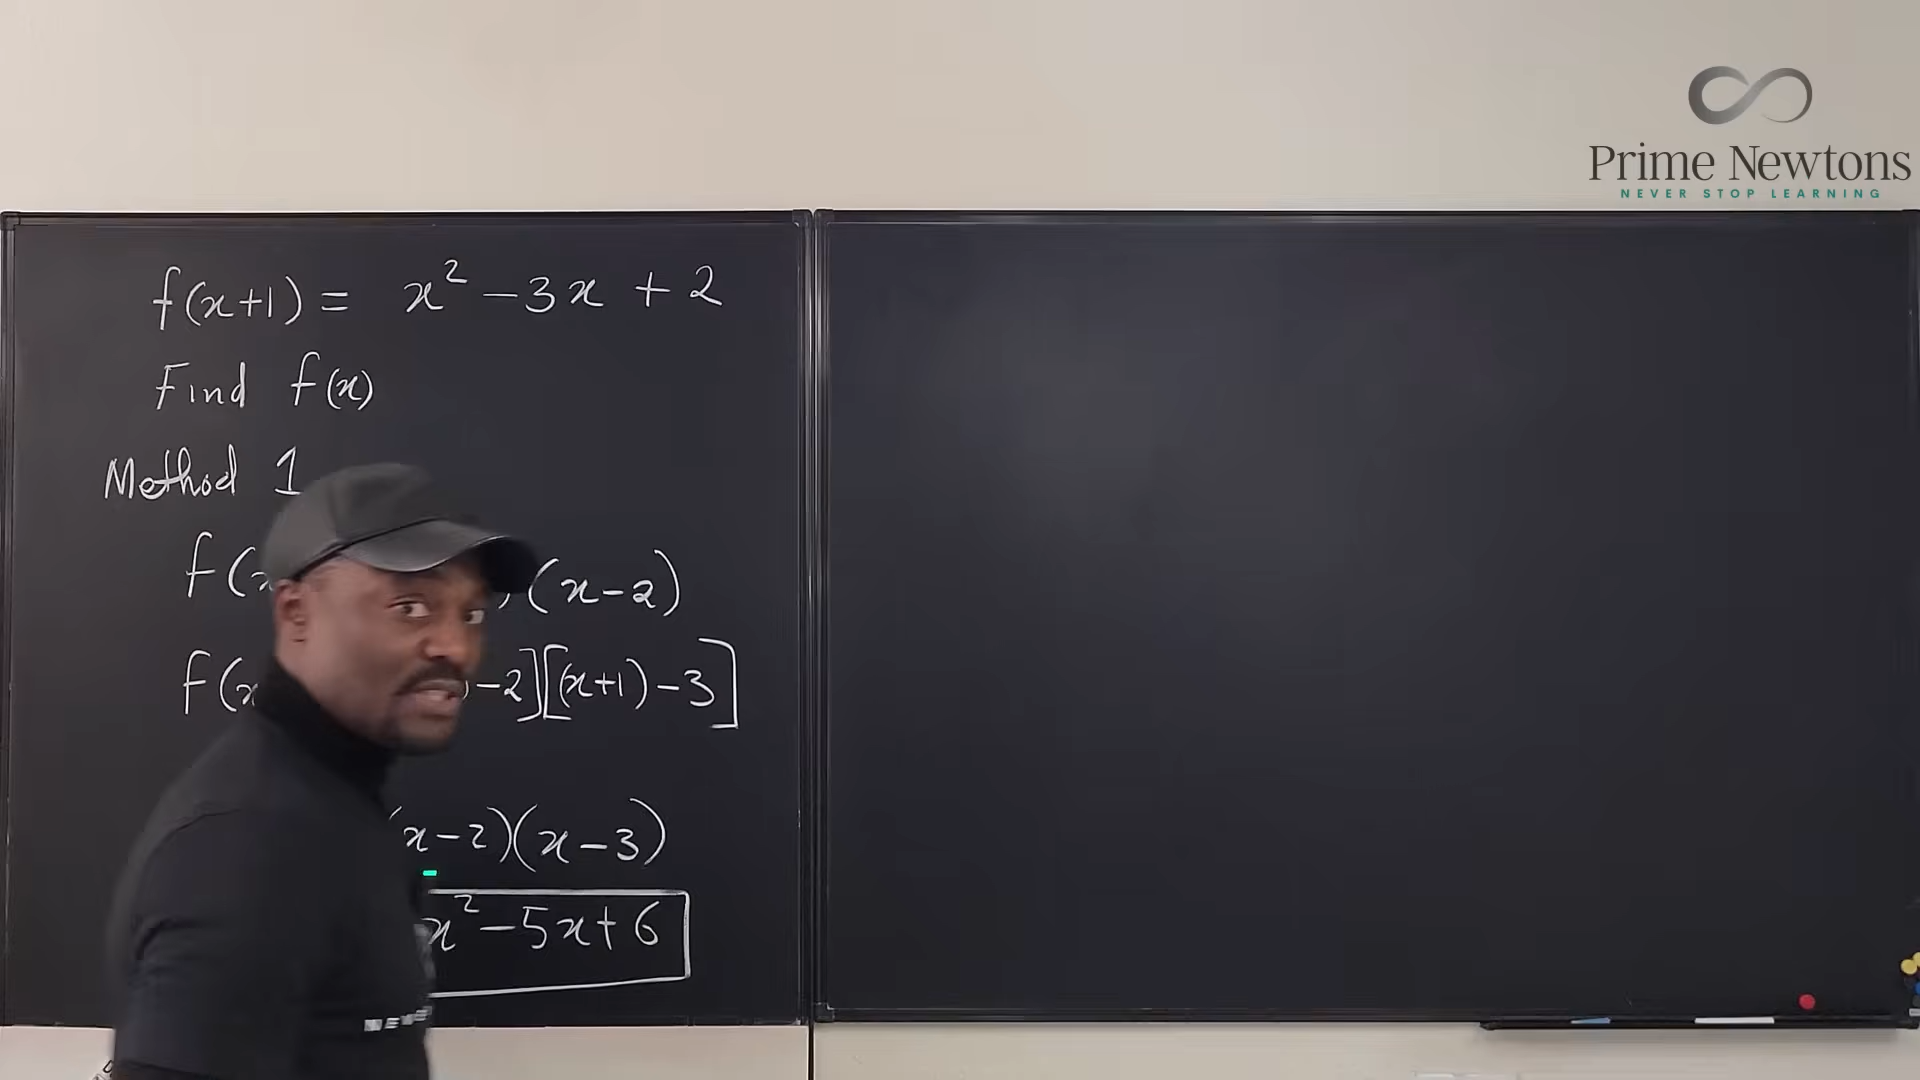 Prime Newtons
NEVER STOP LEARNING
f(x+1) = x² - 3x + 2
Find f(x)
Method 1
f(x (x-2)
f(x )-2][(x+1)-3]
(x-2)(x-3)
x² - 5x + 6